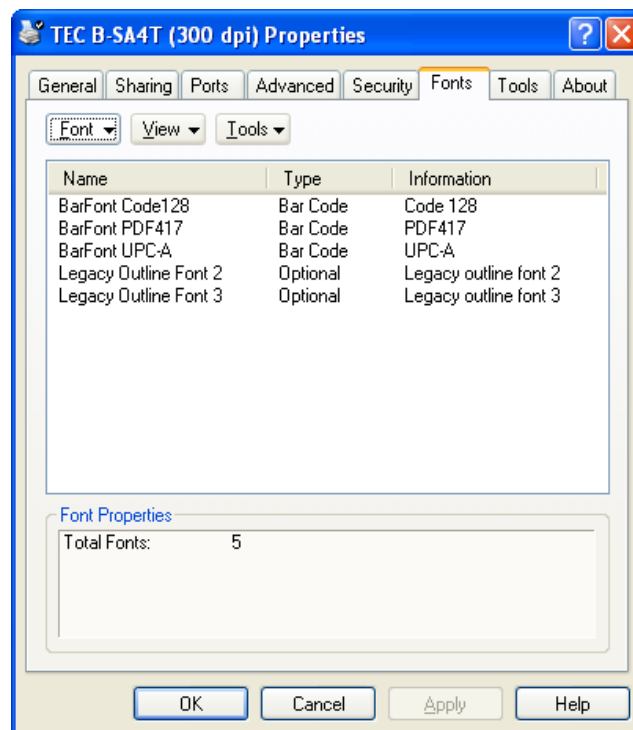 TEC B-SA4T (300 dpi) Properties
General Sharing Ports Advanced Security Fonts Tools About
Font View Tools
Name Type Information
BarFont Code128 Bar Code Code 128
BarFont PDF417 Bar Code PDF417
BarFont UPC-A Bar Code UPC-A
Legacy Outline Font 2 Optional Legacy outline font 2
Legacy Outline Font 3 Optional Legacy outline font 3
Font Properties
Total Fonts: 5
OK Cancel Apply Help